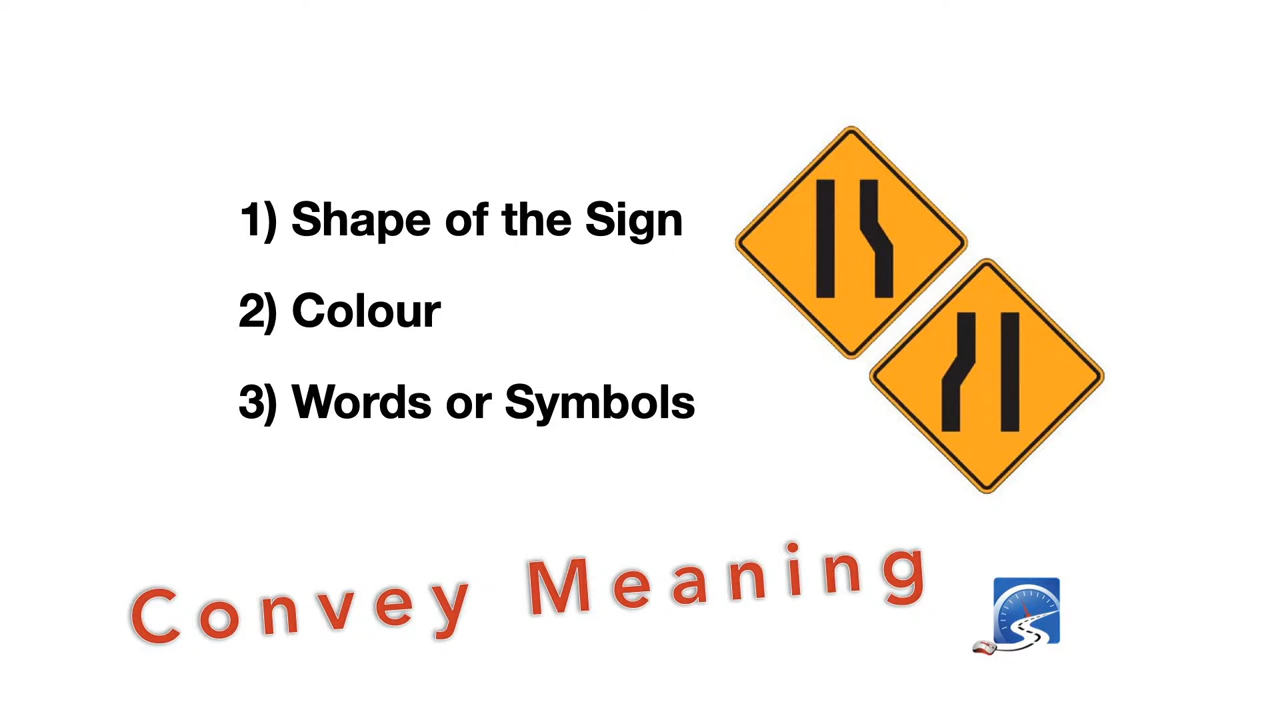 1) Shape of the Sign
2) Colour
3) Words or Symbols
Convey Meaning